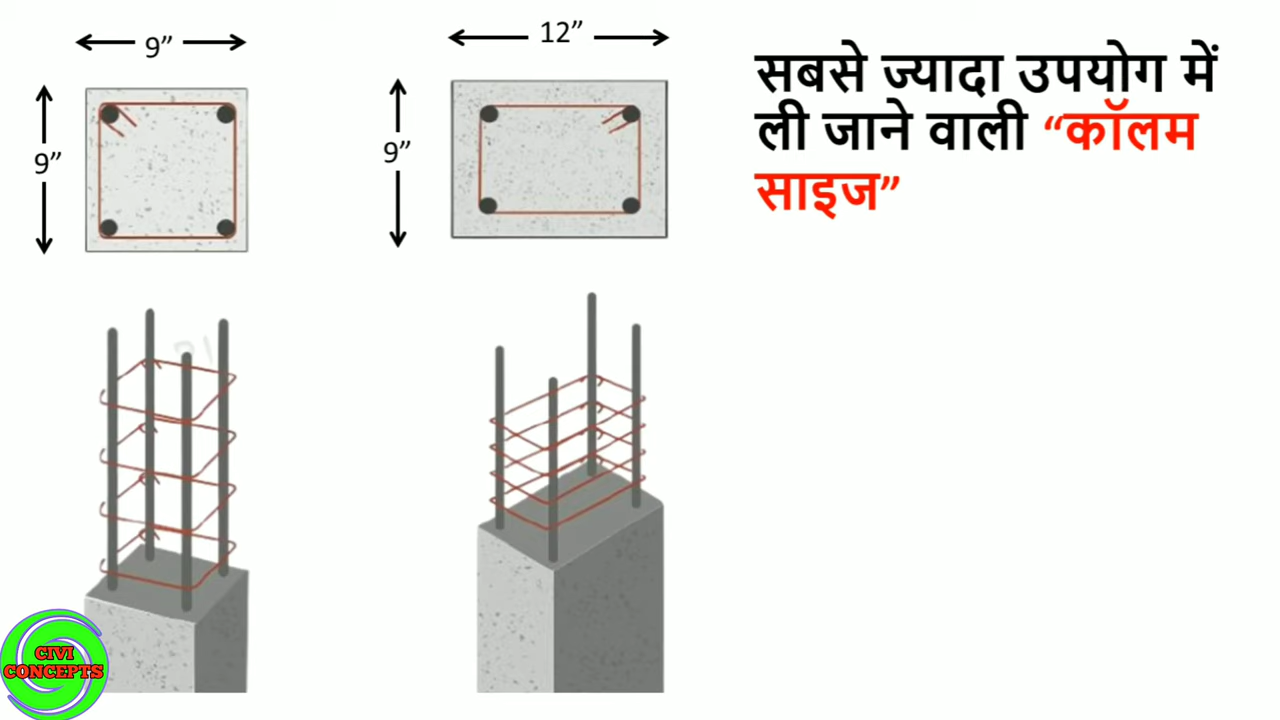 9”
12”
9”
9”
सबसे ज्यादा उपयोग में
ली जाने वाली “कॉलम
साइज”
CIVI
CONCEPTS